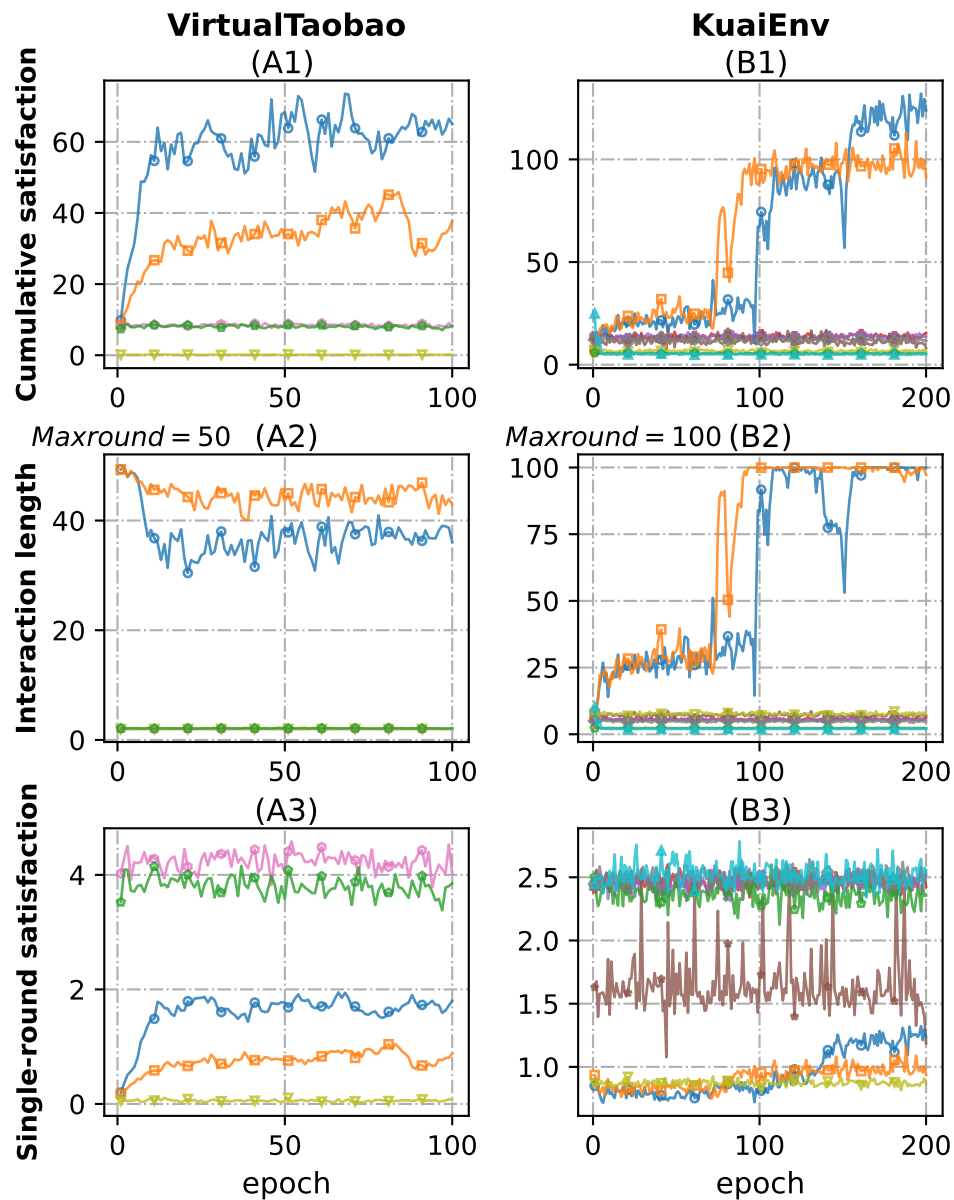 VirtualTaobao
KuaiEnv
(A1)
(B1)
Cumulative satisfaction
60
40
20
0
0
50
100
100
50
0
0
100
200
Maxround = 50
(A2)
Maxround = 100
(B2)
Interaction length
40
20
0
0
50
100
100
75
50
25
0
0
100
200
(A3)
(B3)
Single-round satisfaction
4
2
0
0
50
100
epoch
2.5
2.0
1.5
1.0
0
100
200
epoch